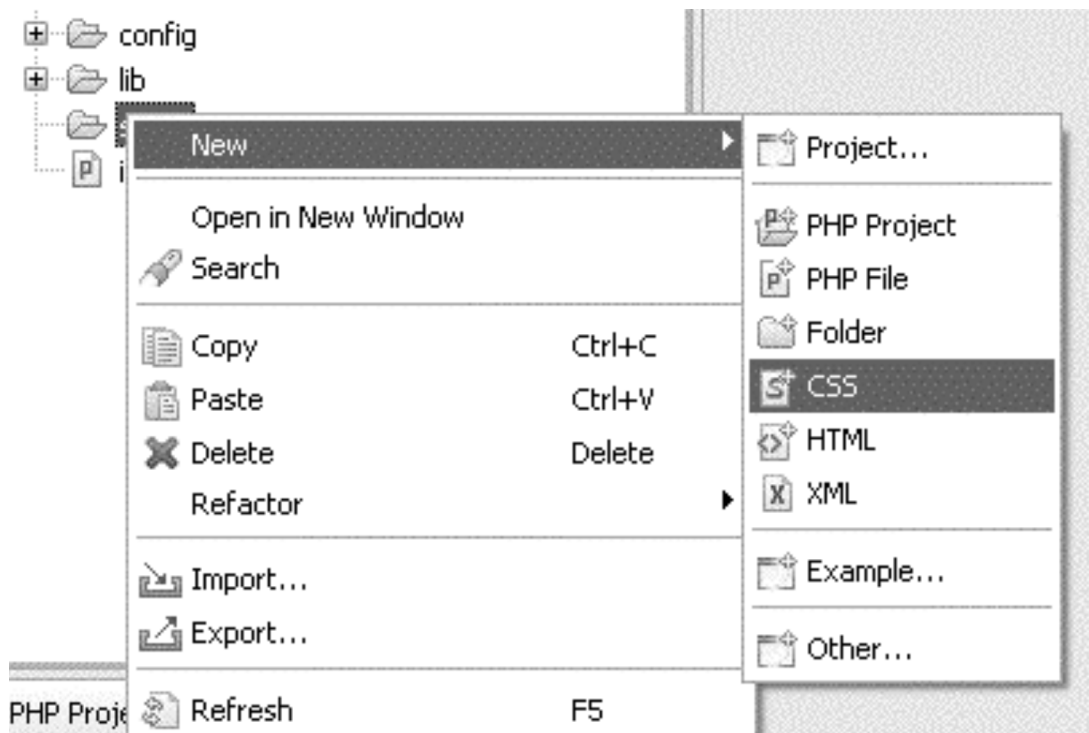 config
lib
New
Open in New Window
Search
Copy Ctrl+C
Paste Ctrl+V
Delete Delete
Refactor
Import...
Export...
Refresh F5
Project...
PHP Project
PHP File
Folder
CSS
HTML
XML
Example...
Other...
PHP Proje